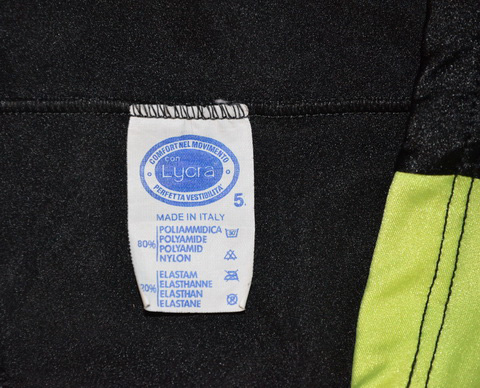 COMFORT NEL MOVIMENTO
con
Lycra
PERFETTA VESTIBILITA'
5
MADE IN ITALY
80% POLIAMMIDICA
POLYAMIDE
POLYAMID
NYLON
20% ELASTAM
ELASTHANNE
ELASTHAN
ELASTANE